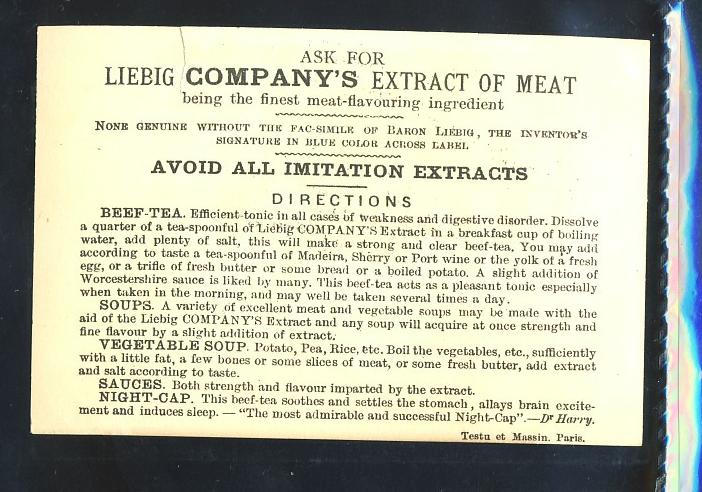 ASK FOR
LIEBIG COMPANY'S EXTRACT OF MEAT
being the finest meat-flavouring ingredient
NONE GENUINE WITHOUT THE FAC-SIMILE OF BARON LIEBIG, THE INVENTOR'S
SIGNATURE IN BLUE COLOR ACROSS LABEL
AVOID ALL IMITATION EXTRACTS
DIRECTIONS
BEEF-TEA. Efficient tonic in all cases of weakness and digestive disorder. Dissolve
a quarter of a tea-spoonful of Liebig COMPANY'S Extract in a breakfast cup of boiling
water, add plenty of salt, this will make a strong and clear beef-tea. You may add
according to taste a tea-spoonful of Madeira, Sherry or Port wine or the yolk of a fresh
egg, or a trifle of fresh butter or some bread or a boiled potato. A slight addition of
Worcestershire sauce is liked by many. This beef-tea acts as a pleasant tonic especially
when taken in the morning, and may well be taken several times a day.
SOUPS. A variety of excellent meat and vegetable soups may be made with the
aid of the Liebig COMPANY'S Extract and any soup will acquire at once strength and
fine flavour by a slight addition of extract.
VEGETABLE SOUP. Potato, Pea, Rice, etc. Boil the vegetables, etc., sufficiently
with a little fat, a few bones or some slices of meat, or some fresh butter, add extract
and salt according to taste.
SAUCES. Both strength and flavour imparted by the extract.
NIGHT-CAP. This beef-tea soothes and settles the stomach, allays brain excite-
ment and induces sleep. — "The most admirable and successful Night-Cap".—Dr Harry.
Testu et Massin. Paris.